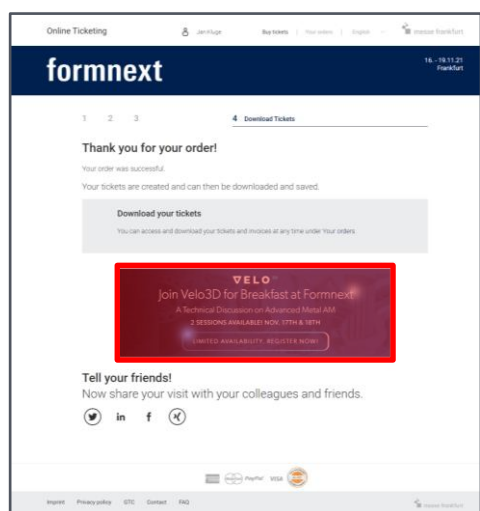 Online Ticketing
Jan Kluge
Buy tickets | Your orders | English
messe frankfurt
formnext
16. - 19.11.21
Frankfurt
1 2 3 4 Download Tickets
Thank you for your order!
Your order was successful.
Your tickets are created and can then be downloaded and saved.
Download your tickets
You can access and download your tickets and invoices at any time under Your orders
VELO
Join Velo3D for Breakfast at Formnext
A Technical Discussion on Advanced Metal AM
2 SESSIONS AVAILABLE! NOV. 17TH & 18TH
LIMITED AVAILABILITY. REGISTER NOW!
Tell your friends!
Now share your visit with your colleagues and friends.
PayPal VISA
Imprint Privacy policy GTC Contact FAQ
messe frankfurt